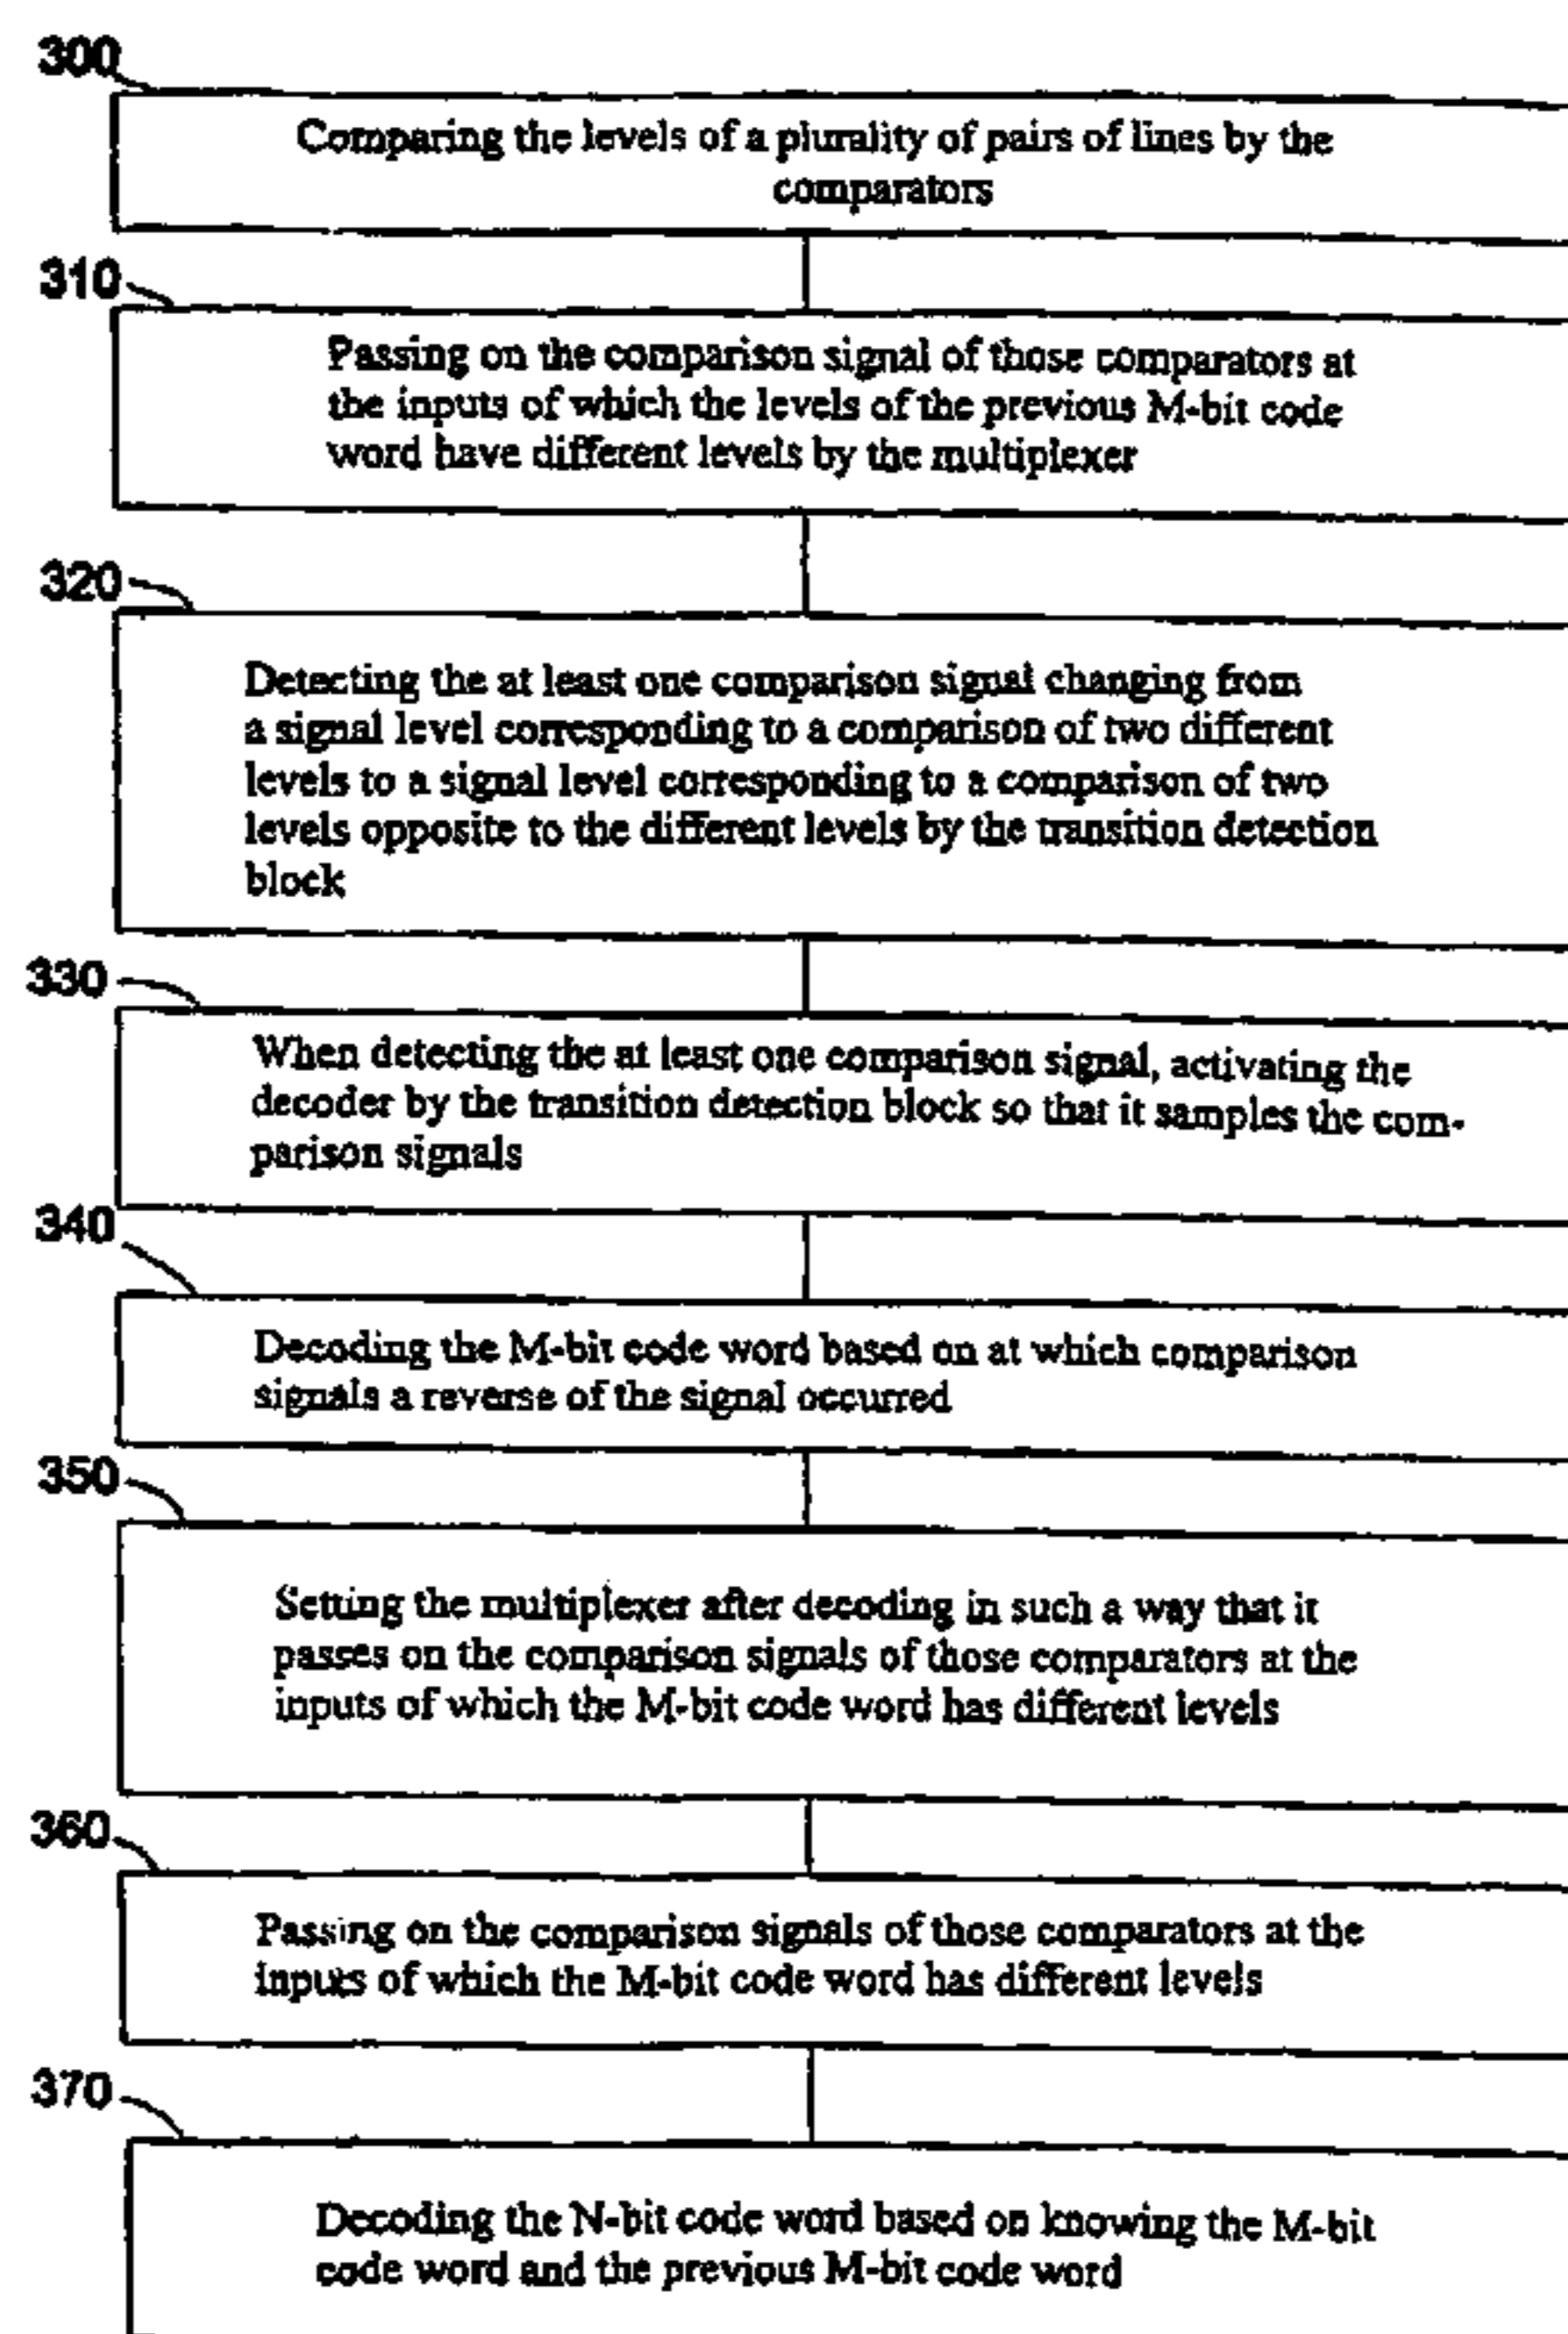 300
Comparing the levels of a plurality of pairs of lines by the
comparators
310
Passing on the comparison signal of those comparators at
the inputs of which the levels of the previous M-bit code
word have different levels by the multiplexer
320
Detecting the at least one comparison signal changing from
a signal level corresponding to a comparison of two different
levels to a signal level corresponding to a comparison of two
levels opposite to the different levels by the transition detection
block
330
When detecting the at least one comparison signal, activating the
decoder by the transition detection block so that it samples the com-
parison signals
340
Decoding the M-bit code word based on at which comparison
signals a reverse of the signal occurred
350
Setting the multiplexer after decoding in such a way that it
passes on the comparison signals of those comparators at the
inputs of which the M-bit code word has different levels
360
Passing on the comparison signals of those comparators at the
inputs of which the M-bit code word has different levels
370
Decoding the N-bit code word based on knowing the M-bit
code word and the previous M-bit code word